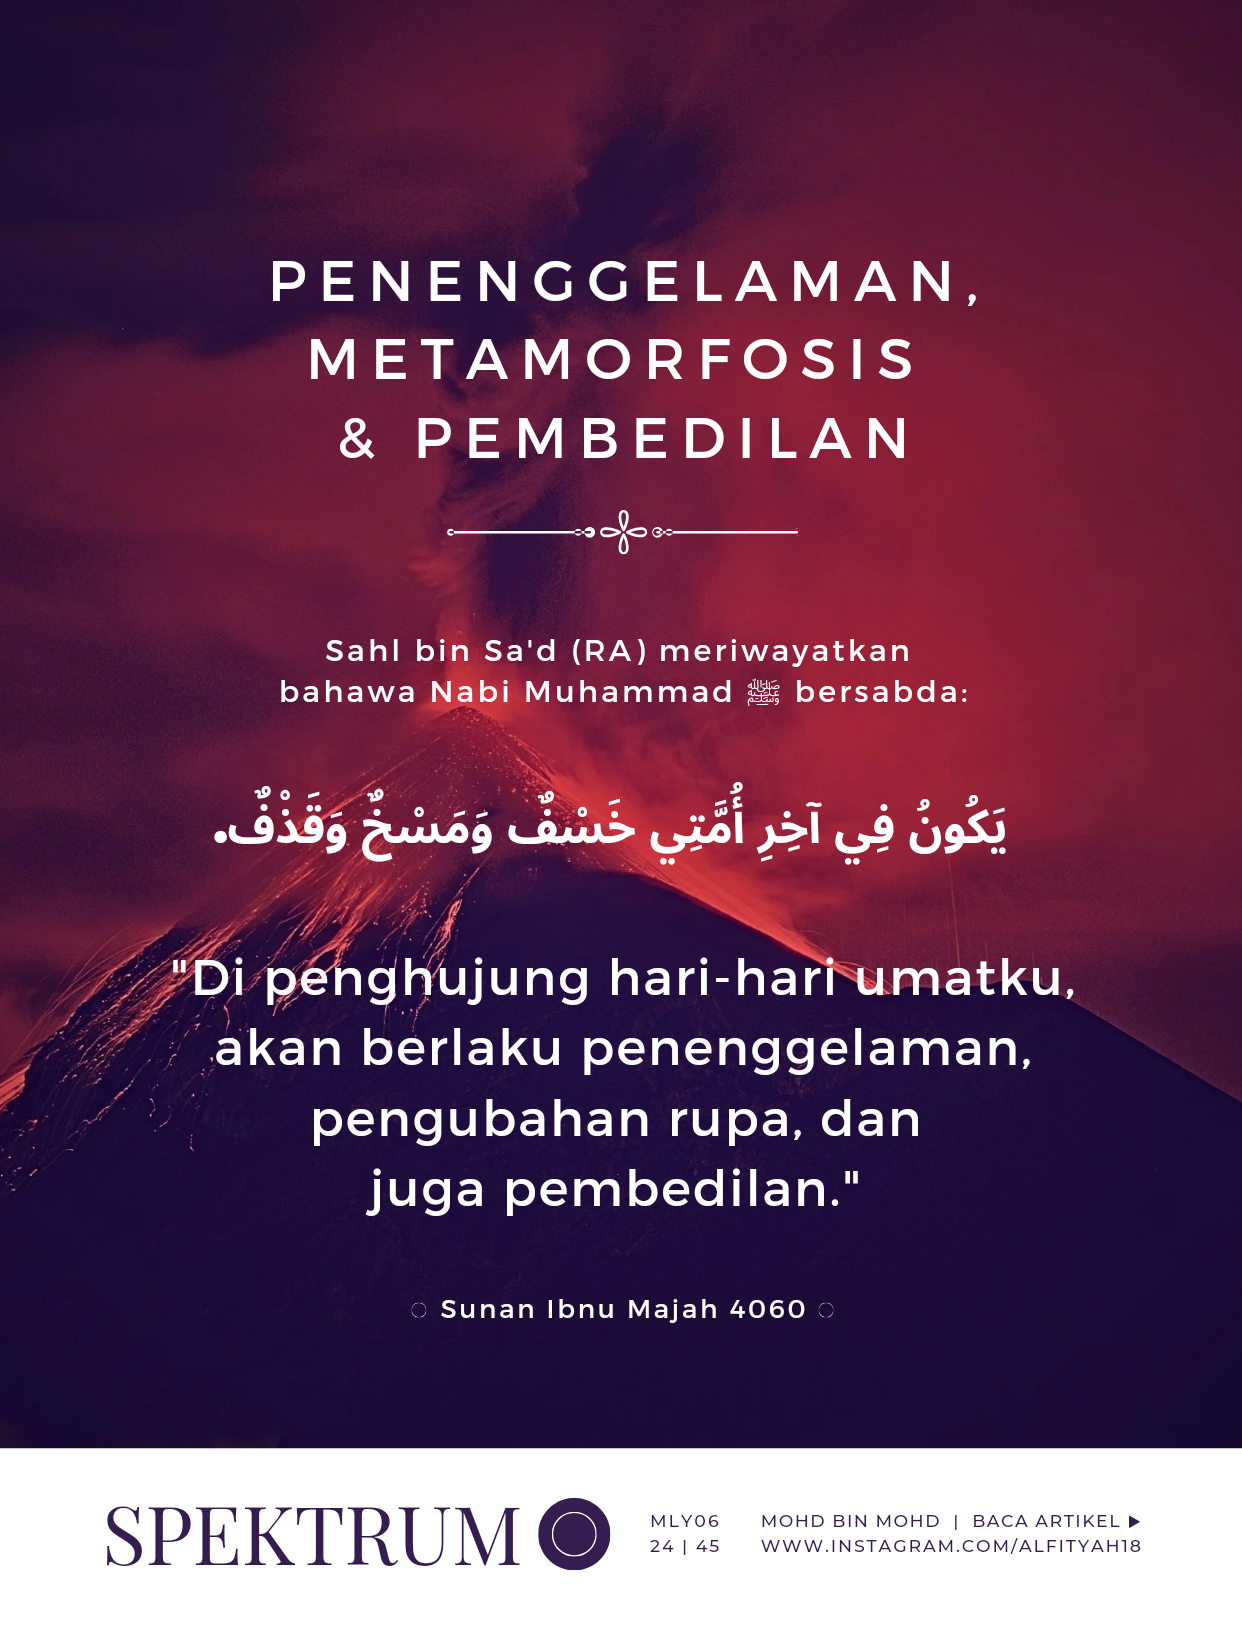 PENENGGELAMAN,
METAMORFOSIS
& PEMBEDILAN
Sahl bin Sa'd (RA) meriwayatkan
bahawa Nabi Muhammad ﷺ bersabda:
يَكُونُ فِي آخِرِ أُمَّتِي خَسْفٌ وَمَسْخٌ وَقَذْفٌ.
"Di penghujung hari-hari umatku,
akan berlaku penenggelaman,
pengubahan rupa, dan
juga pembedilan."
Sunan Ibnu Majah 4060
SPEKTRUM
MLY06
24 | 45
MOHD BIN MOHD | BACA ARTIKEL ▶
WWW.INSTAGRAM.COM/ALFITYAH18